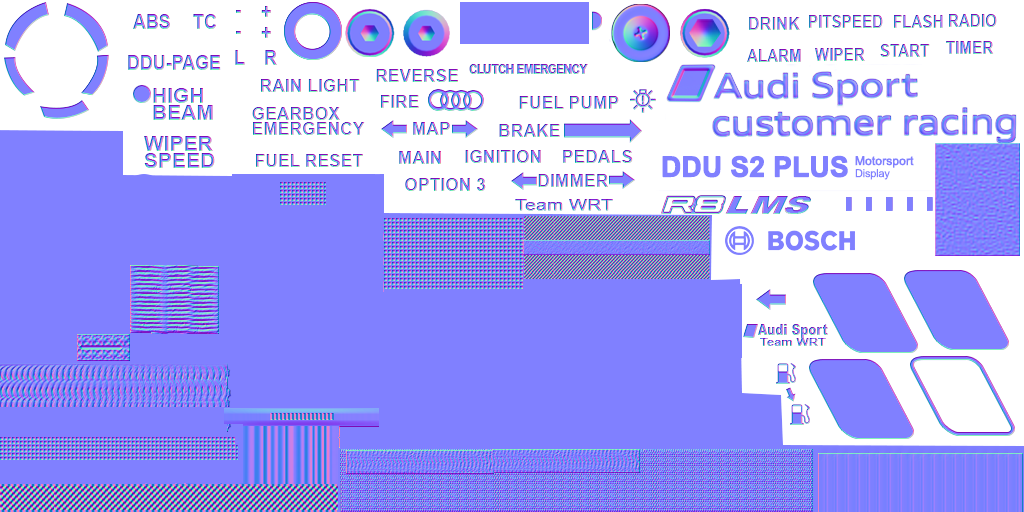 ABS TC - +
- +
L R
DDU-PAGE
HIGH
BEAM
WIPER
SPEED
RAIN LIGHT
GEARBOX
EMERGENCY
FUEL RESET
REVERSE
CLUTCH EMERGENCY
FIRE
FUEL PUMP
MAP
BRAKE
MAIN IGNITION PEDALS
OPTION 3
DIMMER
Team WRT
DRINK PITSPEED FLASH RADIO
ALARM WIPER START TIMER
Audi Sport
customer racing
DDU S2 PLUS Motorsport
Display
R8 LMS
BOSCH
Audi Sport
Team WRT